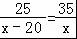 25/(x − 20) = 35/x